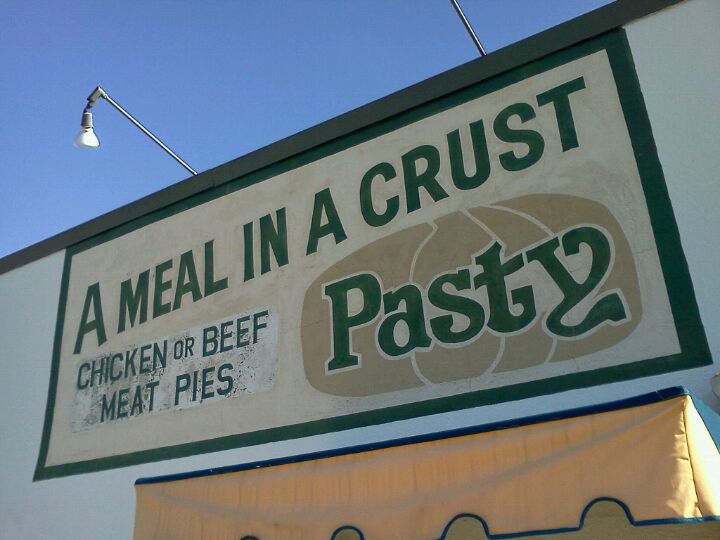 A MEAL IN A CRUST
CHICKEN OR BEEF
MEAT PIES
Pasty